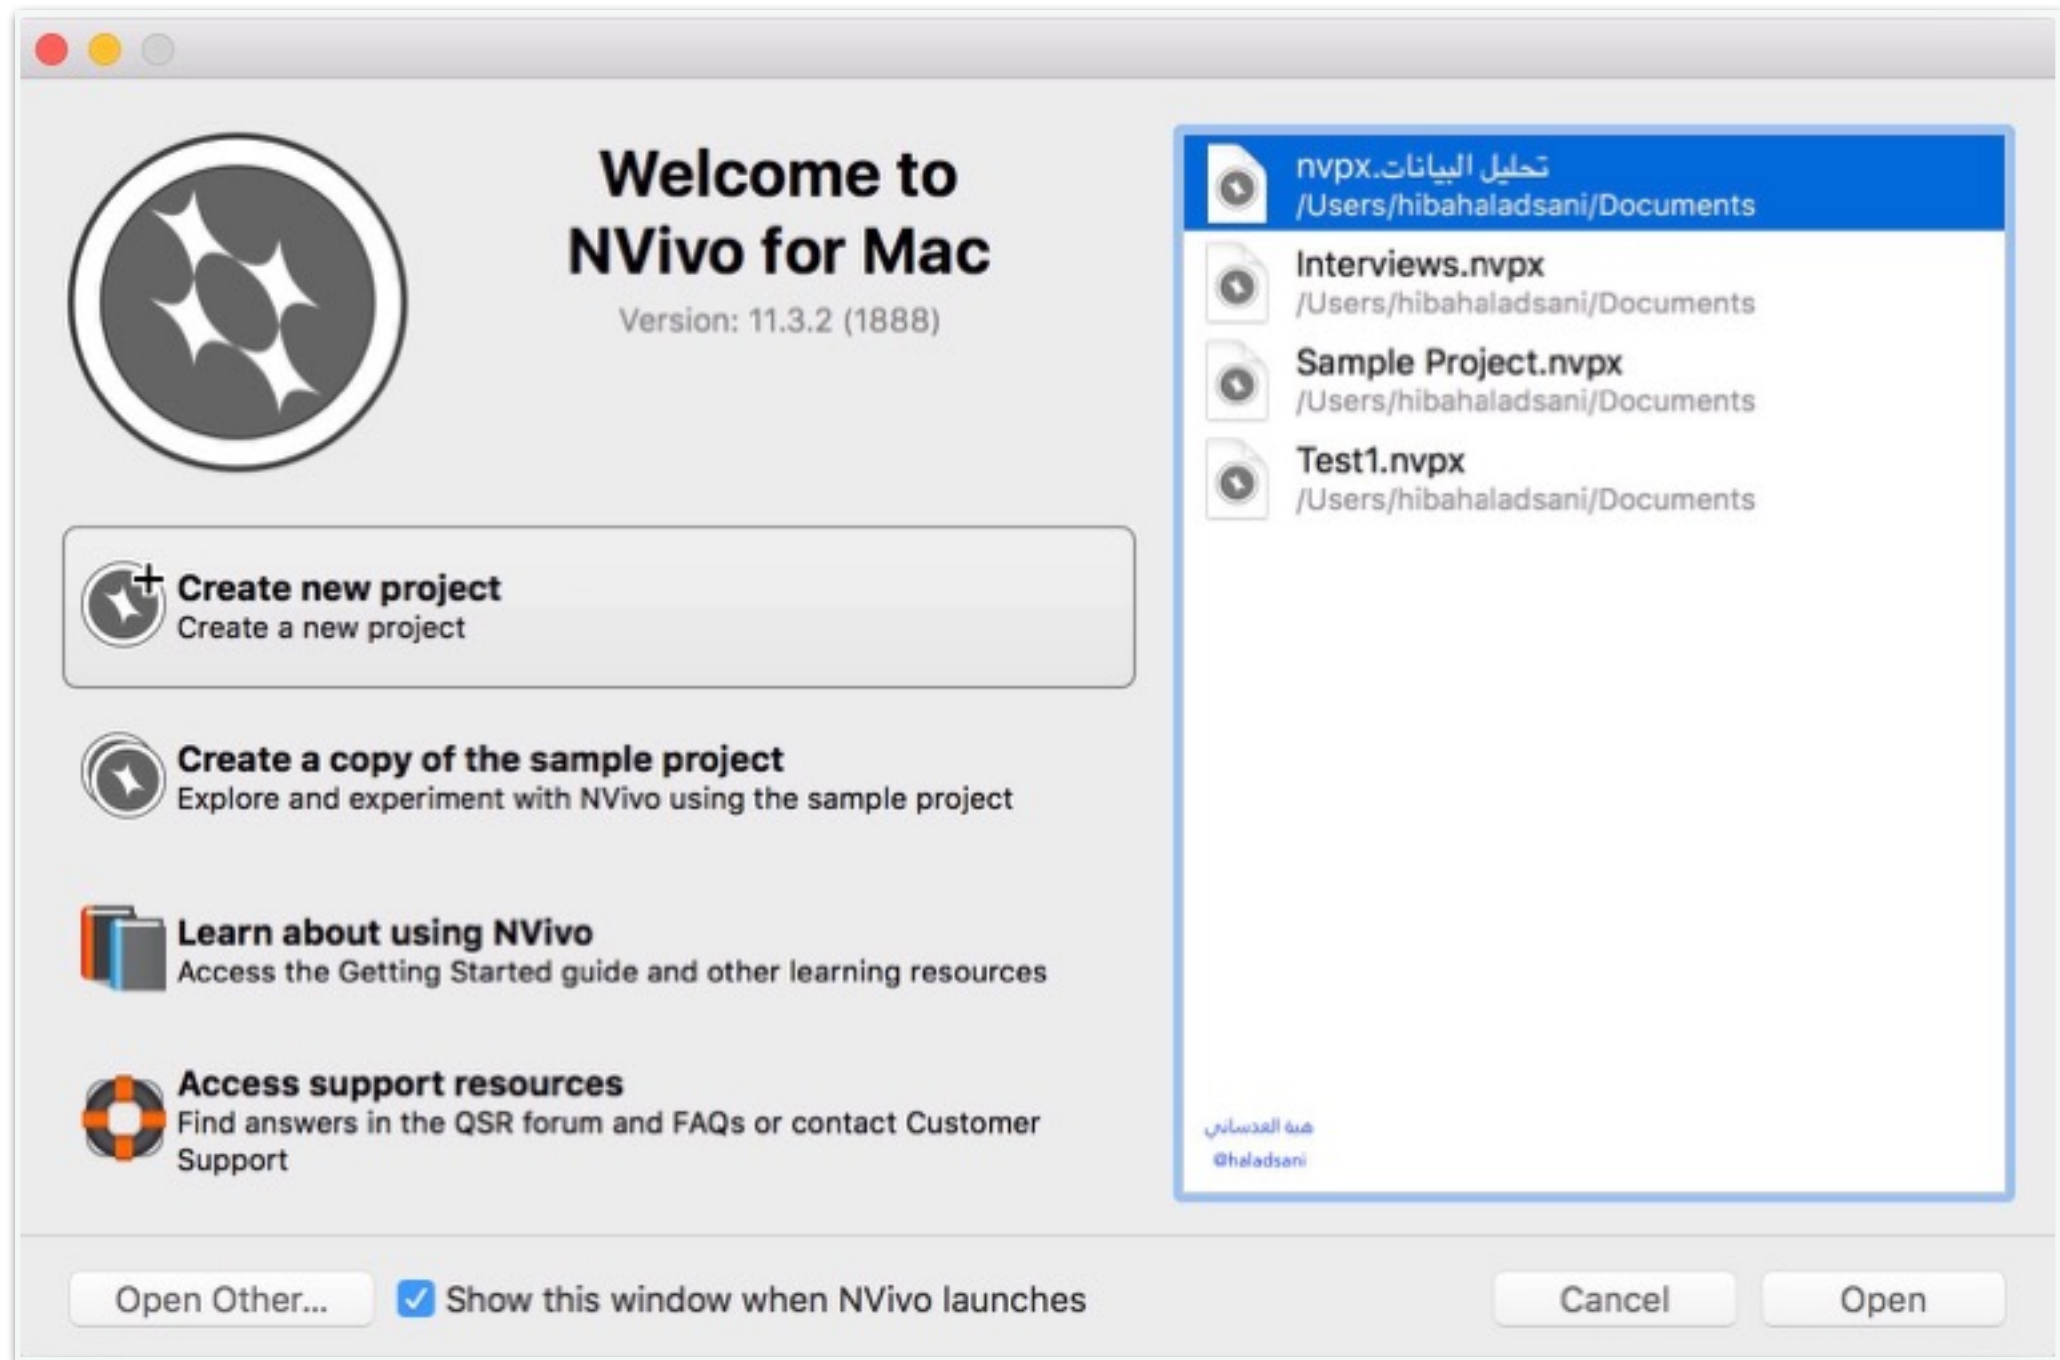 Welcome to
NVivo for Mac
Version: 11.3.2 (1888)
Create new project
Create a new project
Create a copy of the sample project
Explore and experiment with NVivo using the sample project
Learn about using NVivo
Access the Getting Started guide and other learning resources
Access support resources
Find answers in the QSR forum and FAQs or contact Customer
Support
تحليل البيانات.nvpx
/Users/hibahaladsani/Documents
Interviews.nvpx
/Users/hibahaladsani/Documents
Sample Project.nvpx
/Users/hibahaladsani/Documents
Test1.nvpx
/Users/hibahaladsani/Documents
هبة العدساني
@haladsani
Open Other...
Show this window when NVivo launches
Cancel
Open